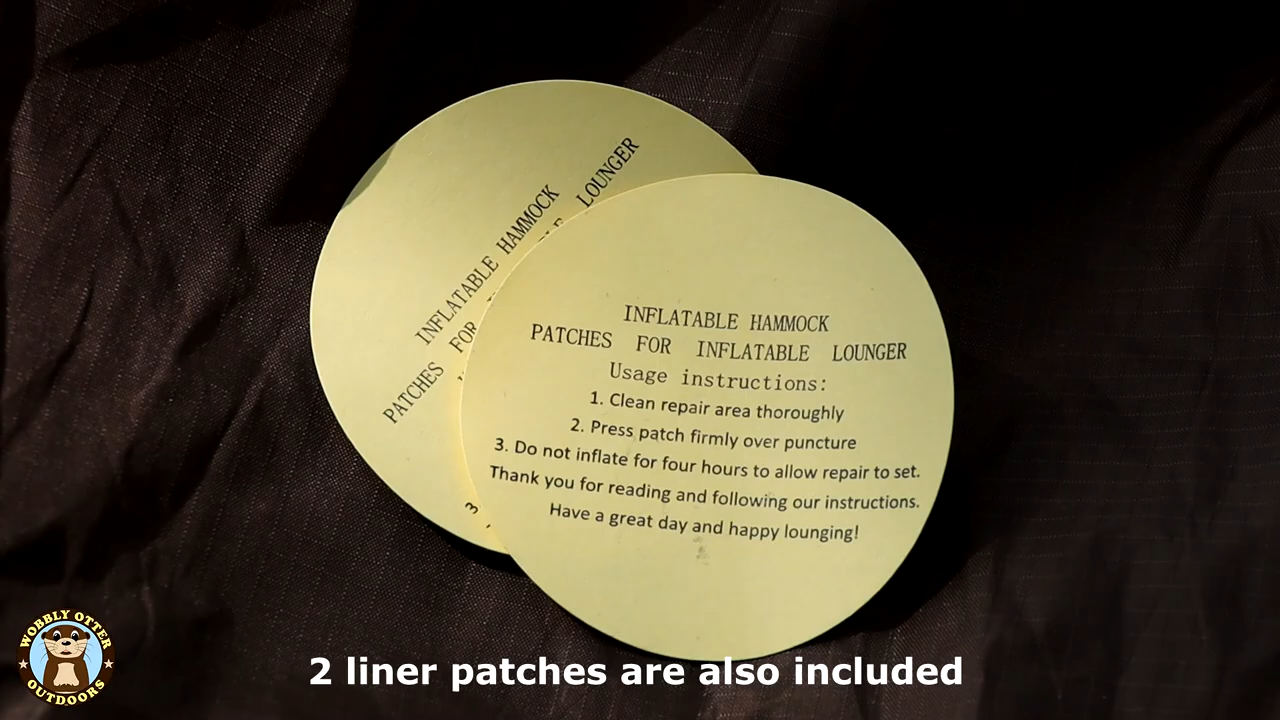 INFLATABLE HAMMOCK
PATCHES FOR LOUNGER
3
INFLATABLE HAMMOCK
PATCHES FOR INFLATABLE LOUNGER
Usage instructions:
1. Clean repair area thoroughly
2. Press patch firmly over puncture
3. Do not inflate for four hours to allow repair to set.
Thank you for reading and following our instructions.
Have a great day and happy lounging!
WOBBLY OTTER
OUTDOORS
2 liner patches are also included